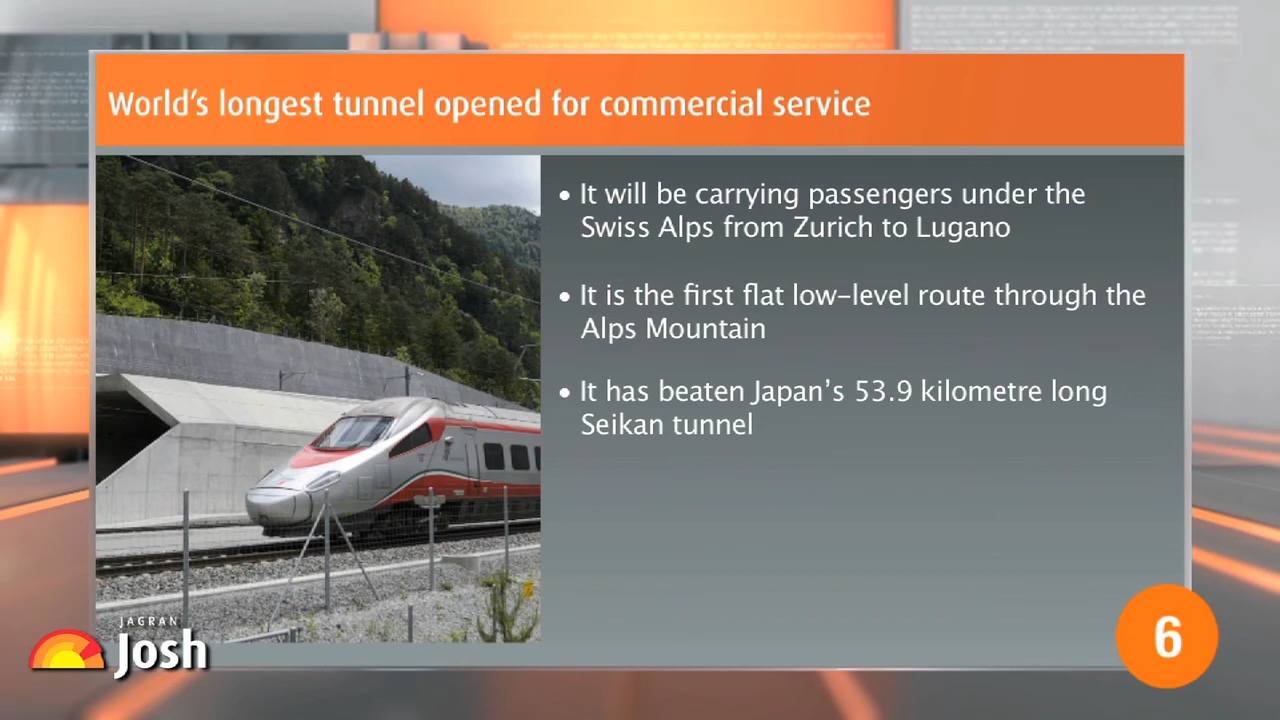 World's longest tunnel opened for commercial service
• It will be carrying passengers under the
Swiss Alps from Zurich to Lugano
• It is the first flat low-level route through the
Alps Mountain
• It has beaten Japan's 53.9 kilometre long
Seikan tunnel
JAGRAN
Josh
6